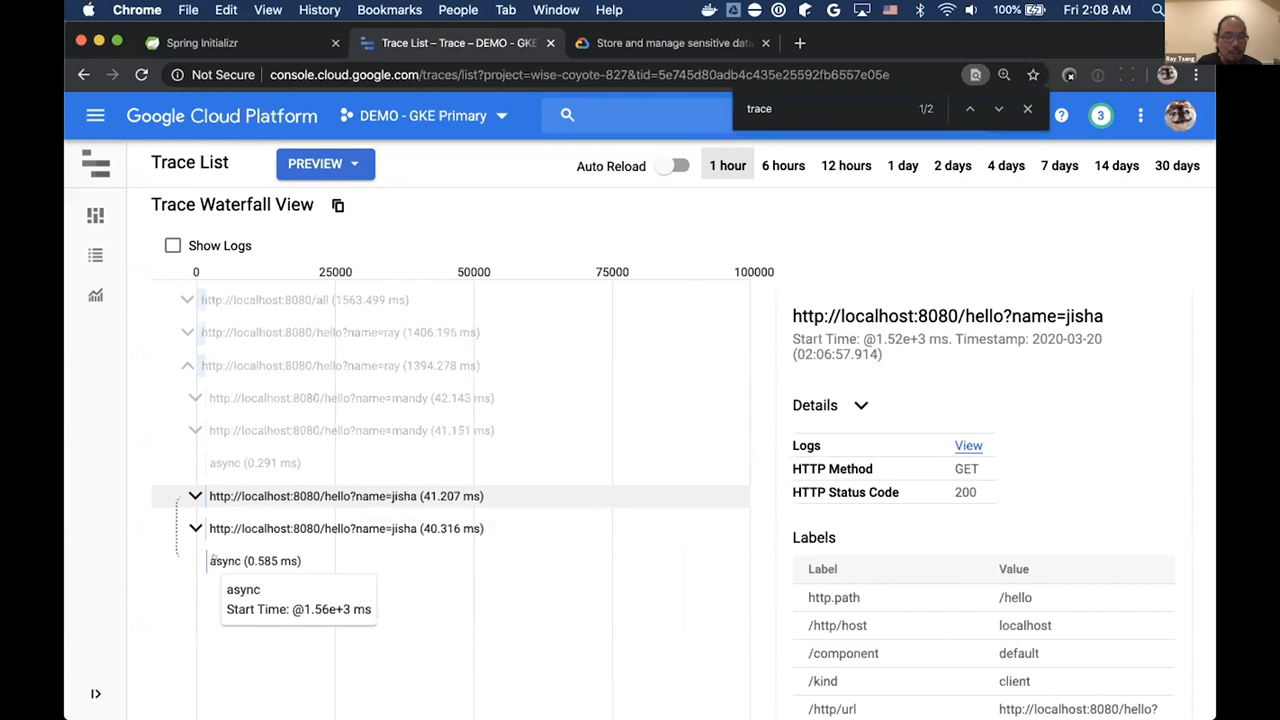 Chrome File Edit View History Bookmarks People Tab Window Help 100% Fri 2:08 AM
Ray Tsang
Spring Initializr
Trace List – Trace – DEMO - GKE
Store and manage sensitive data
Not Secure console.cloud.google.com/traces/list?project=wise-coyote-827&tid=5e745d80adb4c435e25592fb6557e05e
trace 1/2
Google Cloud Platform DEMO - GKE Primary 3
Trace List PREVIEW Auto Reload 1 hour 6 hours 12 hours 1 day 2 days 4 days 7 days 14 days 30 days
Trace Waterfall View
Show Logs
0 25000 50000 75000 100000
http://localhost:8080/all (1563.499 ms)
http://localhost:8080/hello?name=ray (1406.196 ms)
http://localhost:8080/hello?name=ray (1394.278 ms)
http://localhost:8080/hello?name=mandy (42.143 ms)
http://localhost:8080/hello?name=mandy (41.151 ms)
async (0.291 ms)
http://localhost:8080/hello?name=jisha (41.207 ms)
http://localhost:8080/hello?name=jisha (40.316 ms)
async (0.585 ms)
async
Start Time: @1.56e+3 ms
http://localhost:8080/hello?name=jisha
Start Time: @1.52e+3 ms. Timestamp: 2020-03-20
(02:06:57.914)
Details
Logs View
HTTP Method GET
HTTP Status Code 200
Labels
Label Value
http.path /hello
/http/host localhost
/component default
/kind client
/http/url http://localhost:8080/hello?